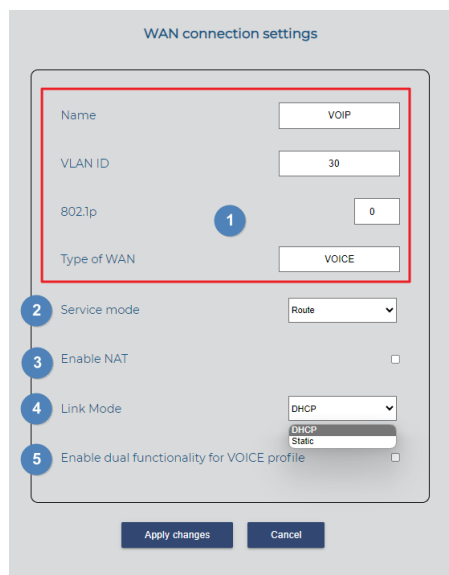 WAN connection settings
Name VOIP
VLAN ID 30
802.1p 0
1
Type of WAN VOICE
2 Service mode Route
3 Enable NAT
4 Link Mode DHCP
DHCP
Static
5 Enable dual functionality for VOICE profile
Apply changes Cancel